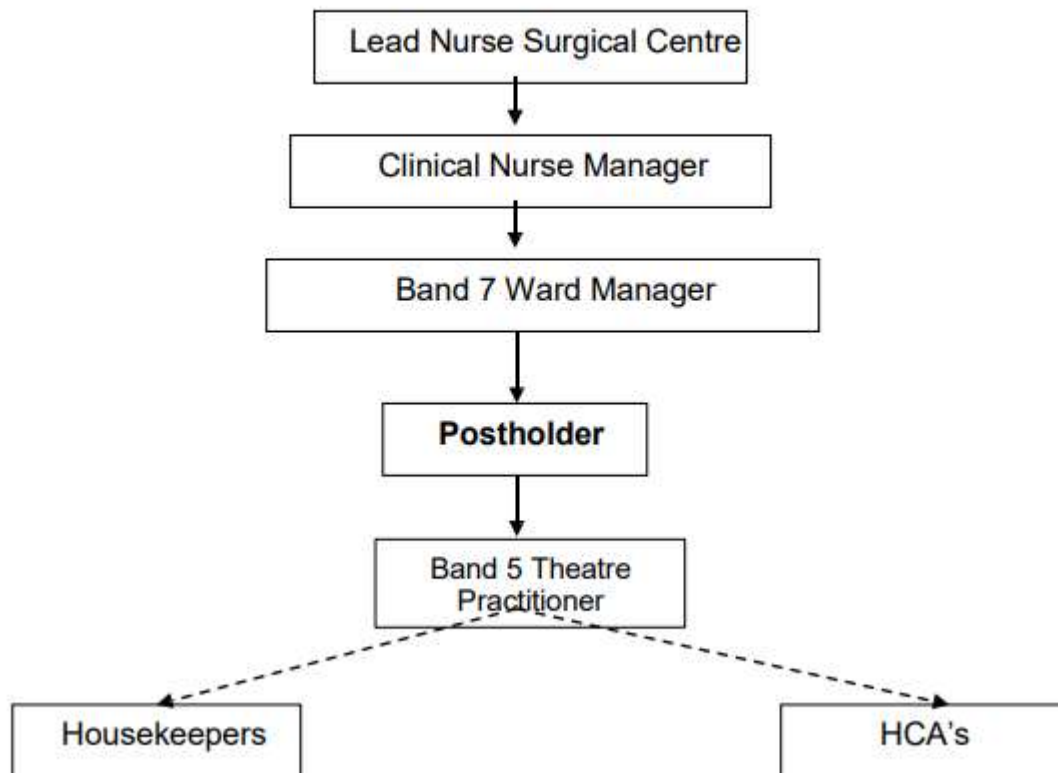 Lead Nurse Surgical Centre
Clinical Nurse Manager
Band 7 Ward Manager
Postholder
Band 5 Theatre
Practitioner
Housekeepers
HCA's